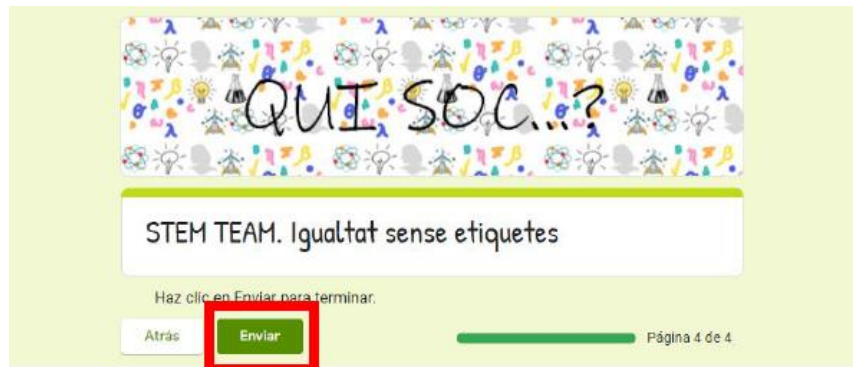 QUI SOC...?
STEM TEAM. Igualtat sense etiquetes
Haz clic en Enviar para terminar.
Atrás
Enviar
Página 4 de 4